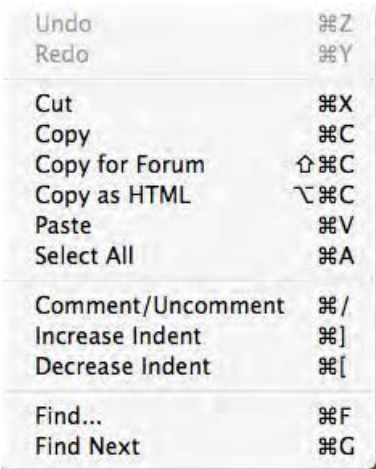 Undo ⌘Z
Redo ⌘Y
Cut ⌘X
Copy ⌘C
Copy for Forum ⇧⌘C
Copy as HTML ⌥⌘C
Paste ⌘V
Select All ⌘A
Comment/Uncomment ⌘/
Increase Indent ⌘]
Decrease Indent ⌘[
Find... ⌘F
Find Next ⌘G